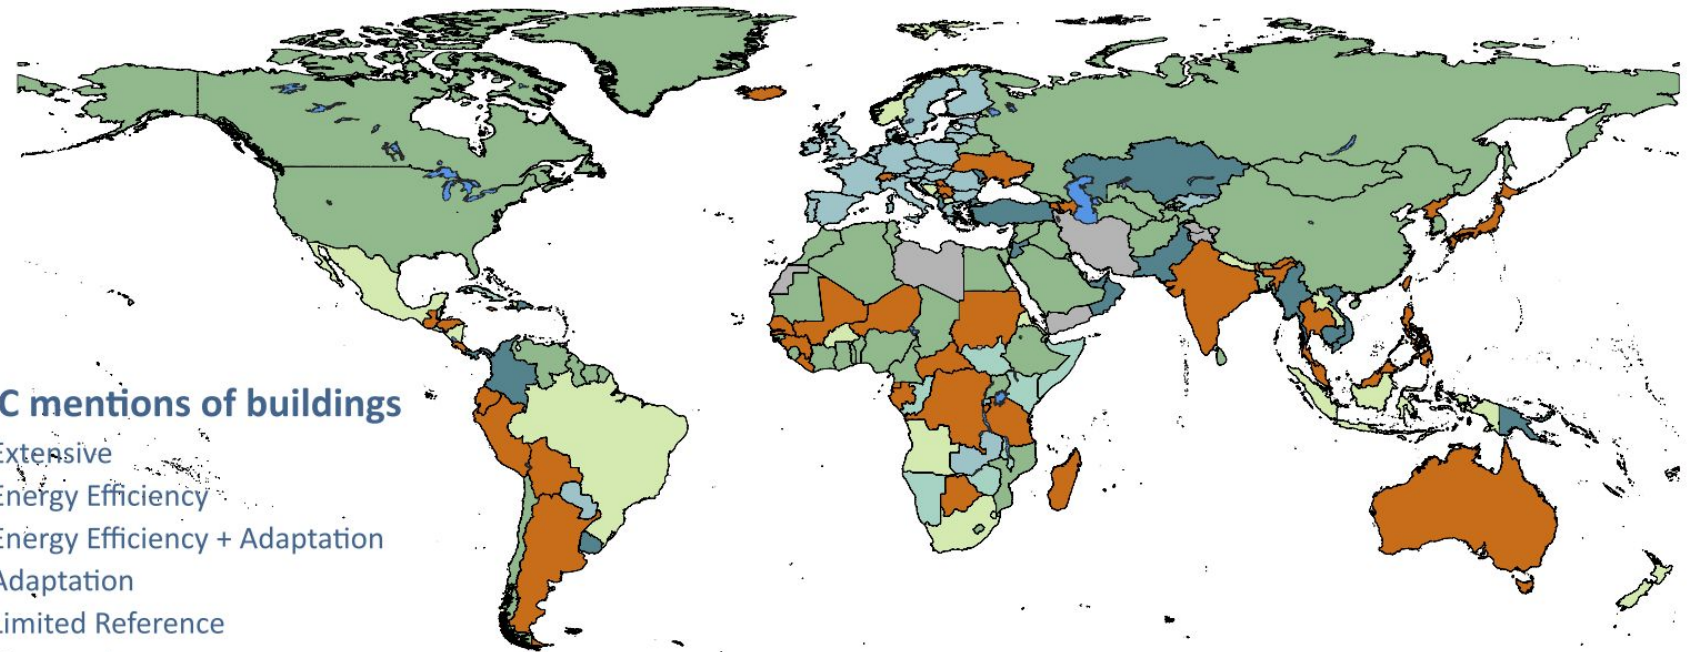 C mentions of buildings
Extensive
Energy Efficiency
Energy Efficiency + Adaptation
Adaptation
Limited Reference